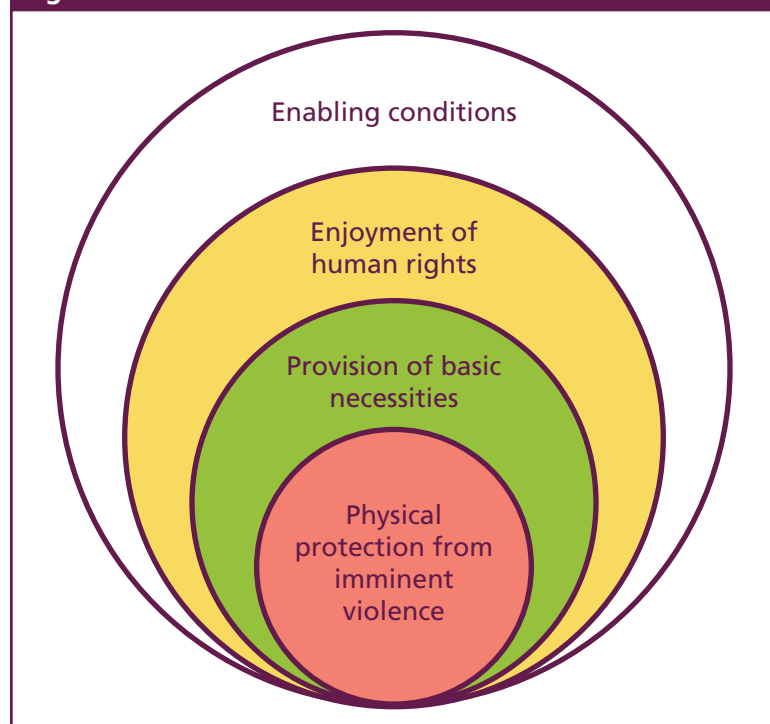 Enabling conditions
Enjoyment of
human rights
Provision of basic
necessities
Physical
protection from
imminent
violence